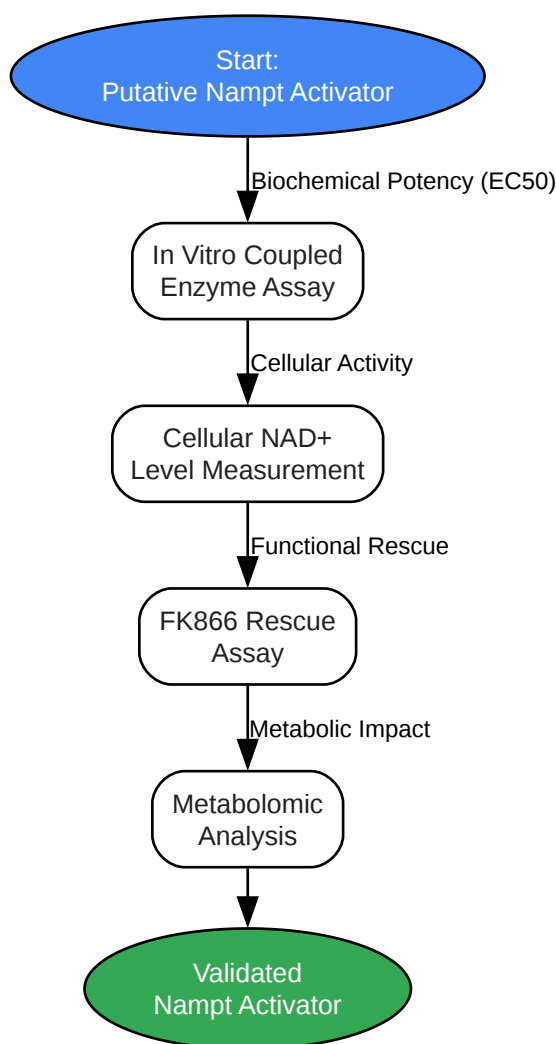 Start:
Putative Nampt Activator
Biochemical Potency (EC50)
In Vitro Coupled
Enzyme Assay
Cellular Activity
Cellular NAD+
Level Measurement
Functional Rescue
FK866 Rescue
Assay
Metabolic Impact
Metabolomic
Analysis
Validated
Nampt Activator